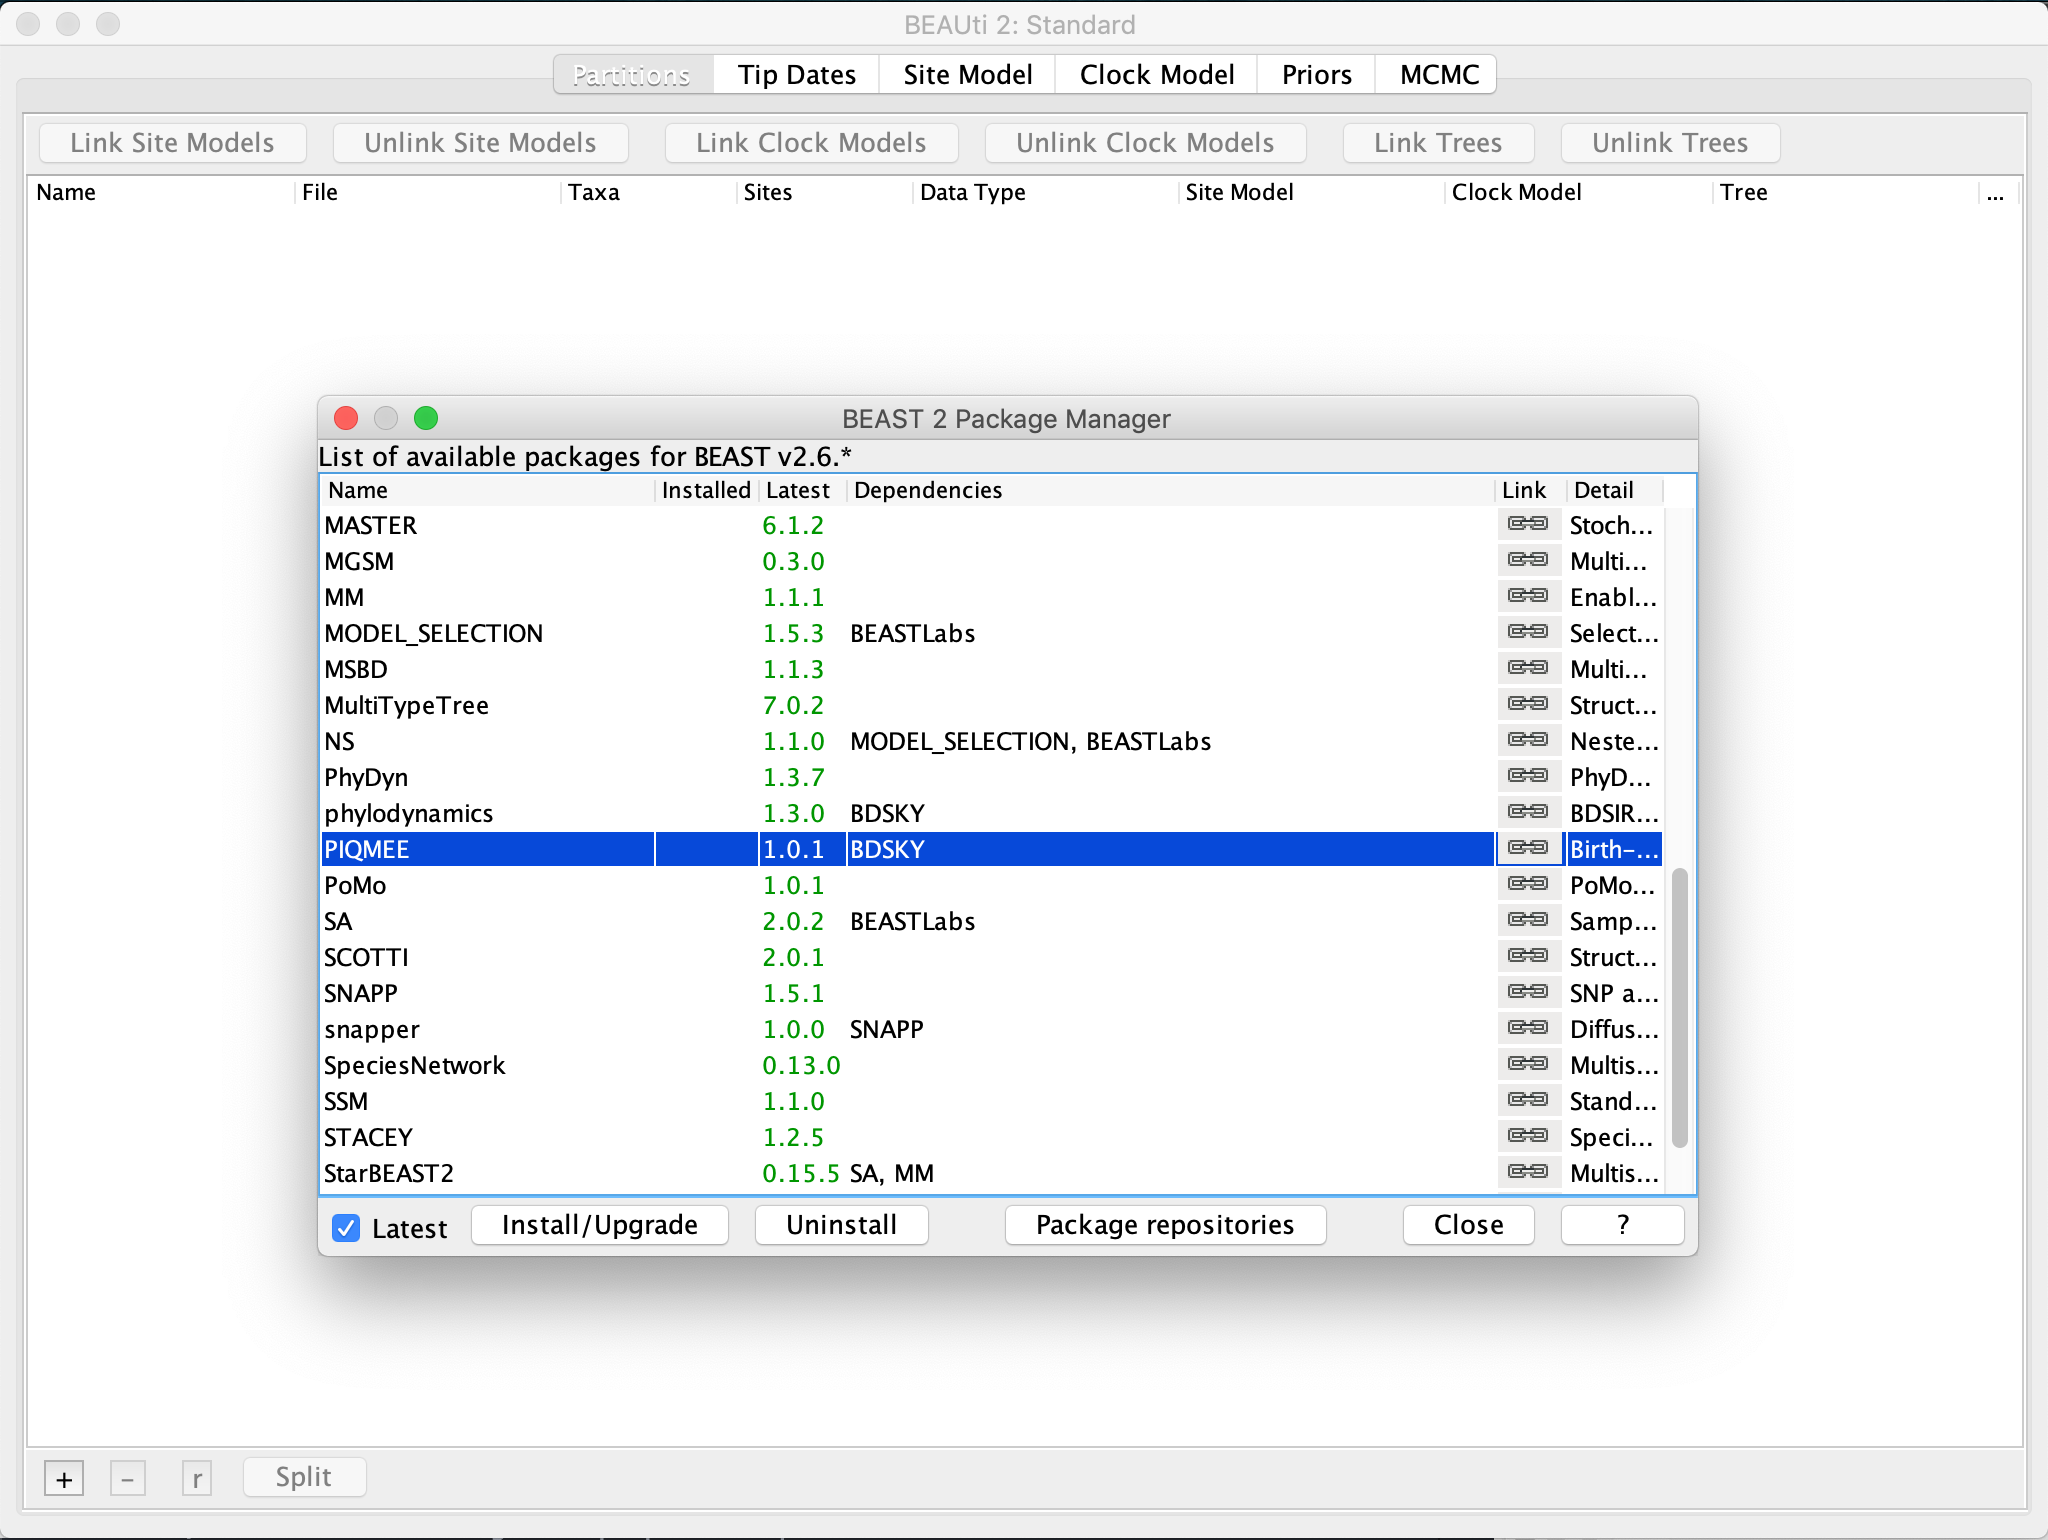 BEAUti 2: Standard
Partitions Tip Dates Site Model Clock Model Priors MCMC
Link Site Models Unlink Site Models Link Clock Models Unlink Clock Models Link Trees Unlink Trees
Name File Taxa Sites Data Type Site Model Clock Model Tree ...
BEAST 2 Package Manager
List of available packages for BEAST v2.6.*
Name Installed Latest Dependencies Link Detail
MASTER 6.1.2 Stoch...
MGSM 0.3.0 Multi...
MM 1.1.1 Enabl...
MODEL_SELECTION 1.5.3 BEASTLabs Select...
MSBD 1.1.3 Multi...
MultiTypeTree 7.0.2 Struct...
NS 1.1.0 MODEL_SELECTION, BEASTLabs Neste...
PhyDyn 1.3.7 PhyD...
phylodynamics 1.3.0 BDSKY BDSIR...
PIQMEE 1.0.1 BDSKY Birth-...
PoMo 1.0.1 PoMo...
SA 2.0.2 BEASTLabs Samp...
SCOTTI 2.0.1 Struct...
SNAPP 1.5.1 SNP a...
snapper 1.0.0 SNAPP Diffus...
SpeciesNetwork 0.13.0 Multis...
SSM 1.1.0 Stand...
STACEY 1.2.5 Speci...
StarBEAST2 0.15.5 SA, MM Multis...
Latest Install/Upgrade Uninstall Package repositories Close ?
+ - r Split